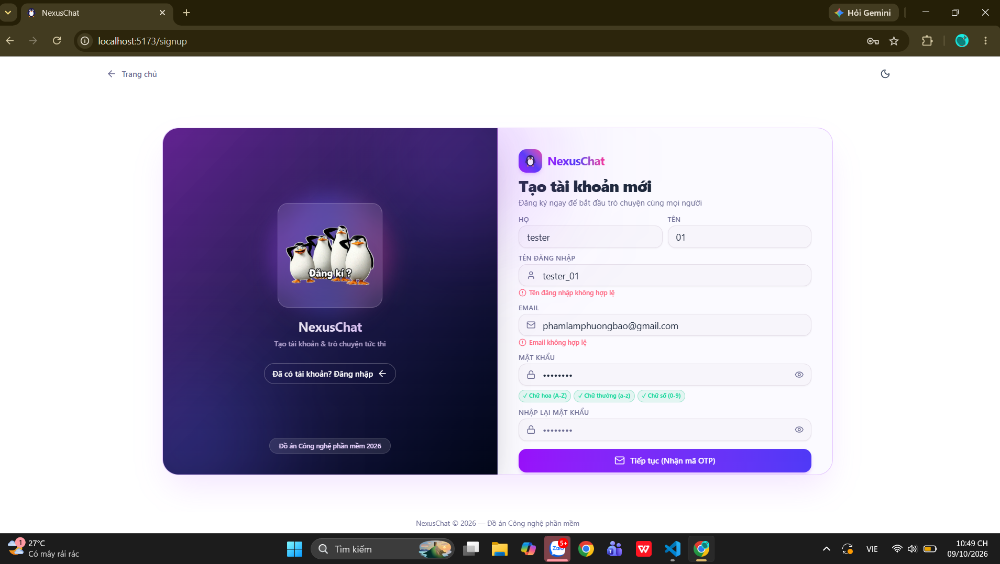 NexusChat
Hỏi Gemini
localhost:5173/signup
Trang chủ
Đăng kí ?
NexusChat
Tạo tài khoản & trò chuyện tức thì
Đã có tài khoản? Đăng nhập
Đồ án Công nghệ phần mềm 2026
NexusChat
Tạo tài khoản mới
Đăng ký ngay để bắt đầu trò chuyện cùng mọi người
HỌ
TÊN
tester
01
TÊN ĐĂNG NHẬP
tester_01
Tên đăng nhập không hợp lệ
EMAIL
phamlamphuongbao@gmail.com
Email không hợp lệ
MẬT KHẨU
••••••••
✓ Chữ hoa (A-Z)
✓ Chữ thường (a-z)
✓ Chữ số (0-9)
NHẬP LẠI MẬT KHẨU
••••••••
Tiếp tục (Nhận mã OTP)
NexusChat © 2026 — Đồ án Công nghệ phần mềm
1
27°C
Có mây rải rác
Tìm kiếm
Zalo
5+
VIE
10:49 CH
09/10/2026